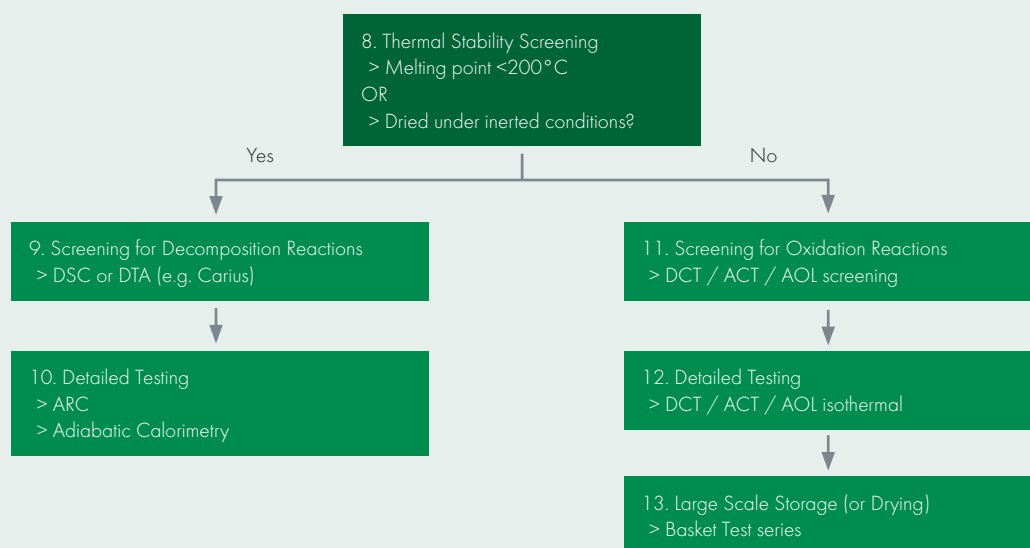 8. Thermal Stability Screening
> Melting point <200°C
OR
> Dried under inerted conditions?
Yes
No
9. Screening for Decomposition Reactions
> DSC or DTA (e.g. Carius)
11. Screening for Oxidation Reactions
> DCT / ACT / AOL screening
10. Detailed Testing
> ARC
> Adiabatic Calorimetry
12. Detailed Testing
> DCT / ACT / AOL isothermal
13. Large Scale Storage (or Drying)
> Basket Test series